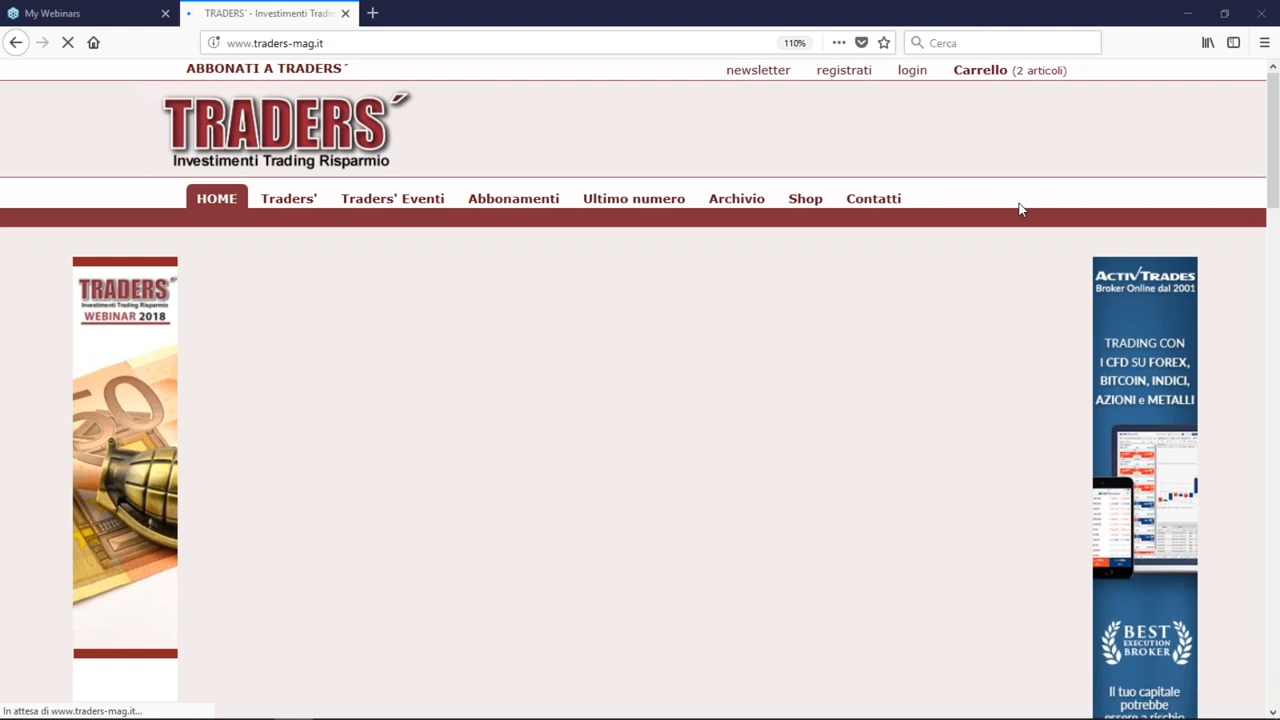 My Webinars
TRADERS´ - Investimenti Tradin
www.traders-mag.it
110%
Cerca
ABBONATI A TRADERS´
newsletter
registrati
login
Carrello (2 articoli)
TRADERS´
Investimenti Trading Risparmio
HOME
Traders'
Traders' Eventi
Abbonamenti
Ultimo numero
Archivio
Shop
Contatti
TRADERS´
Investimenti Trading Risparmio
WEBINAR 2018
50
ACTIVTRADES
Broker Online dal 2001
TRADING CON
I CFD SU FOREX,
BITCOIN, INDICI,
AZIONI e METALLI
BEST
EXECUTION
BROKER
Il tuo capitale
potrebbe
essere a rischio
In attesa di www.traders-mag.it...